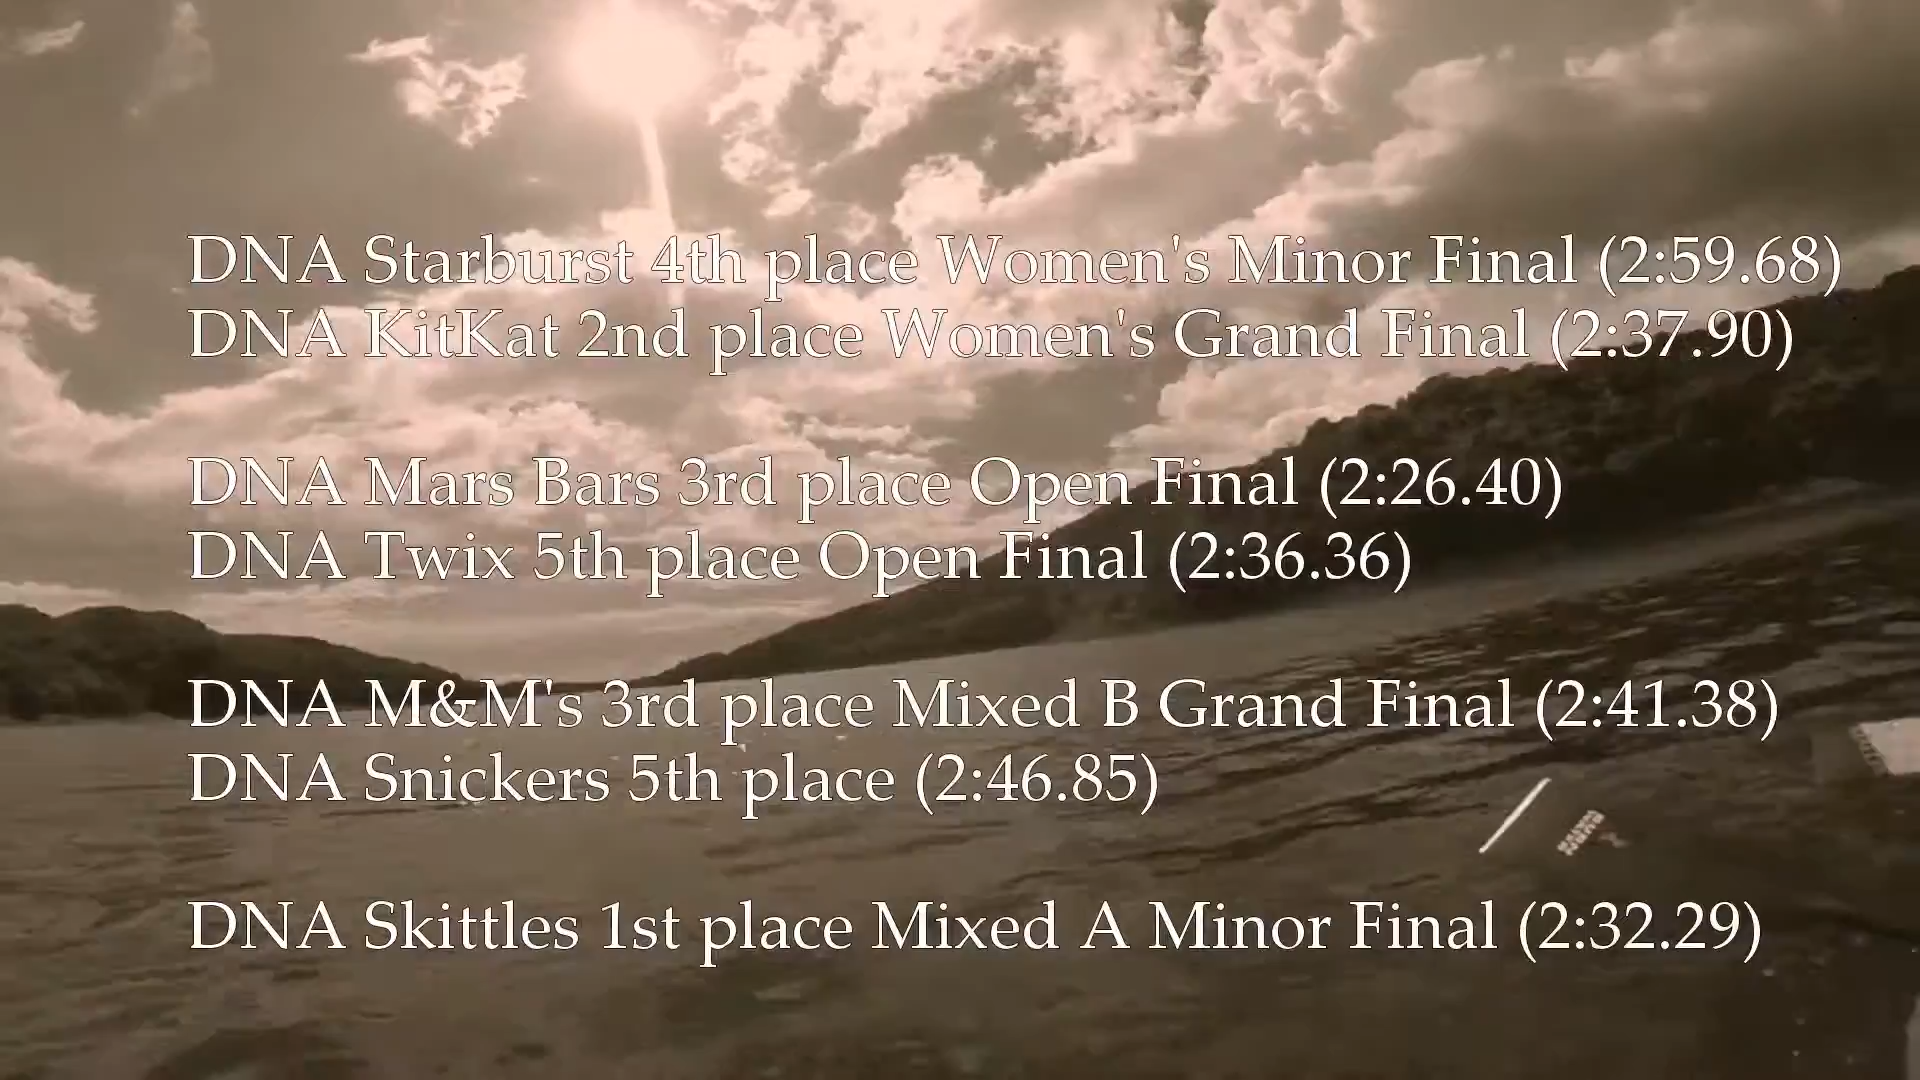 DNA Starburst 4th place Women's Minor Final (2:59.68)
DNA KitKat 2nd place Women's Grand Final (2:37.90)
DNA Mars Bars 3rd place Open Final (2:26.40)
DNA Twix 5th place Open Final (2:36.36)
DNA M&M's 3rd place Mixed B Grand Final (2:41.38)
DNA Snickers 5th place (2:46.85)
DNA Skittles 1st place Mixed A Minor Final (2:32.29)